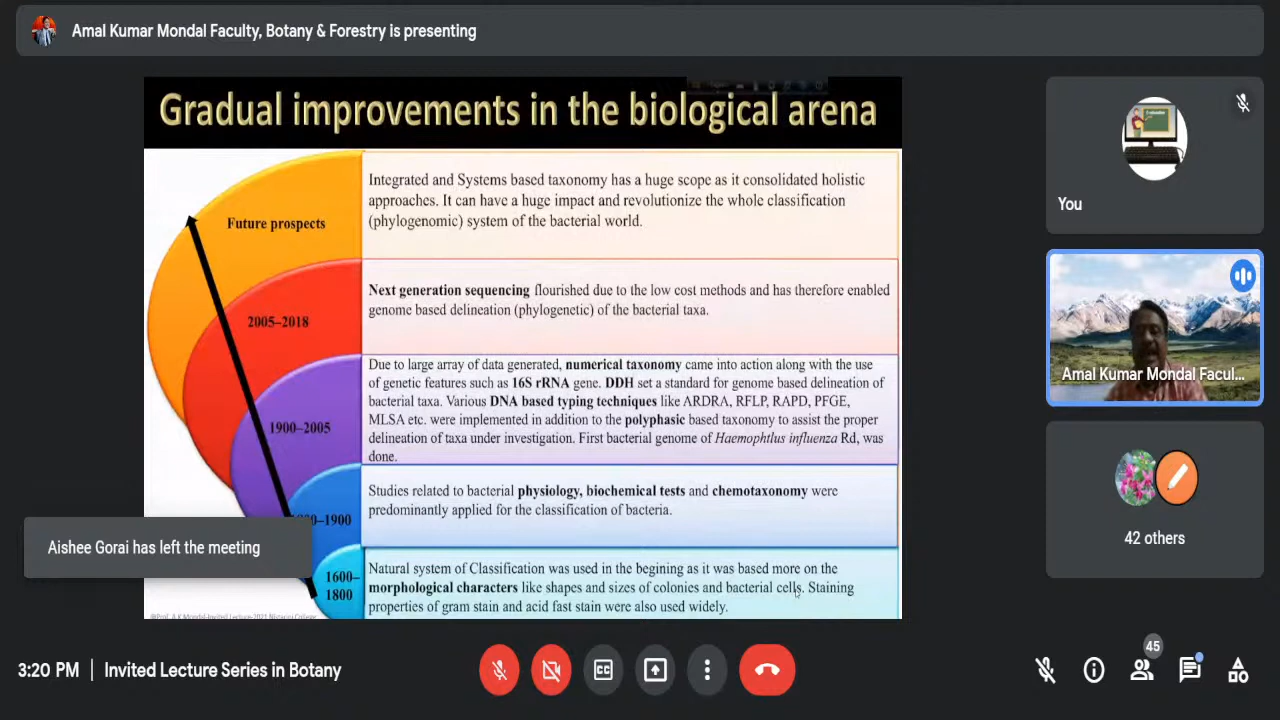 Amal Kumar Mondal Faculty, Botany & Forestry is presenting
Gradual improvements in the biological arena
Future prospects
Integrated and Systems based taxonomy has a huge scope as it consolidated holistic
approaches. It can have a huge impact and revolutionize the whole classification
(phylogenomic) system of the bacterial world.
2005–2018
Next generation sequencing flourished due to the low cost methods and has therefore enabled
genome based delineation (phylogenetic) of the bacterial taxa.
1900–2005
Due to large array of data generated, numerical taxonomy came into action along with the use
of genetic features such as 16S rRNA gene. DDH set a standard for genome based delineation of
bacterial taxa. Various DNA based typing techniques like ARDRA, RFLP, RAPD, PFGE,
MLSA etc. were implemented in addition to the polyphasic based taxonomy to assist the proper
delineation of taxa under investigation. First bacterial genome of Haemophtlus influenza Rd, was
done.
0–1900
Studies related to bacterial physiology, biochemical tests and chemotaxonomy were
predominantly applied for the classification of bacteria.
1600–
1800
Natural system of Classification was used in the begining as it was based more on the
morphological characters like shapes and sizes of colonies and bacterial cells. Staining
properties of gram stain and acid fast stain were also used widely.
Aishee Gorai has left the meeting
You
Amal Kumar Mondal Facul...
42 others
3:20 PM | Invited Lecture Series in Botany
45